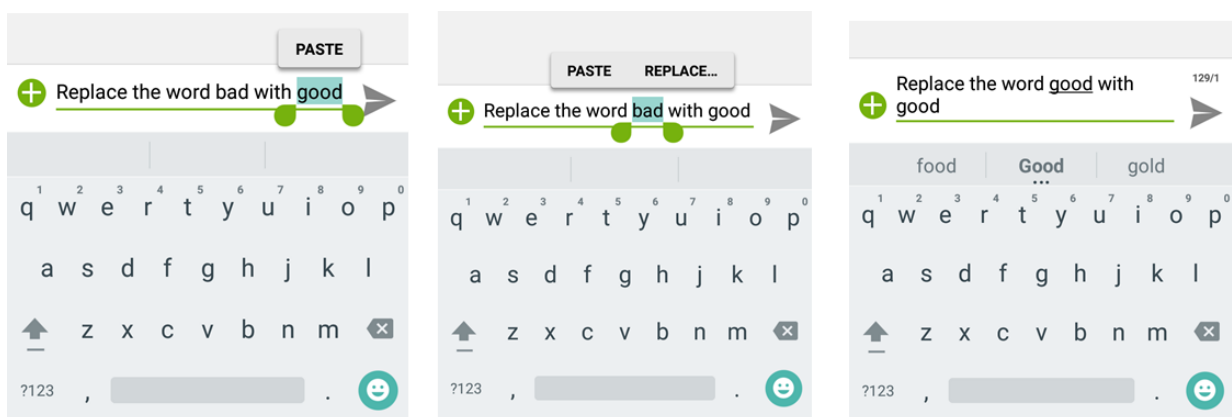 PASTE
Replace the word bad with good
1 2 3 4 5 6 7 8 9 0
q w e r t y u i o p
a s d f g h j k l
z x c v b n m
?123 , .
PASTE REPLACE...
Replace the word bad with good
1 2 3 4 5 6 7 8 9 0
q w e r t y u i o p
a s d f g h j k l
z x c v b n m
?123 , .
Replace the word good with
good
129/1
food Good gold
1 2 3 4 5 6 7 8 9 0
q w e r t y u i o p
a s d f g h j k l
z x c v b n m
?123 , .